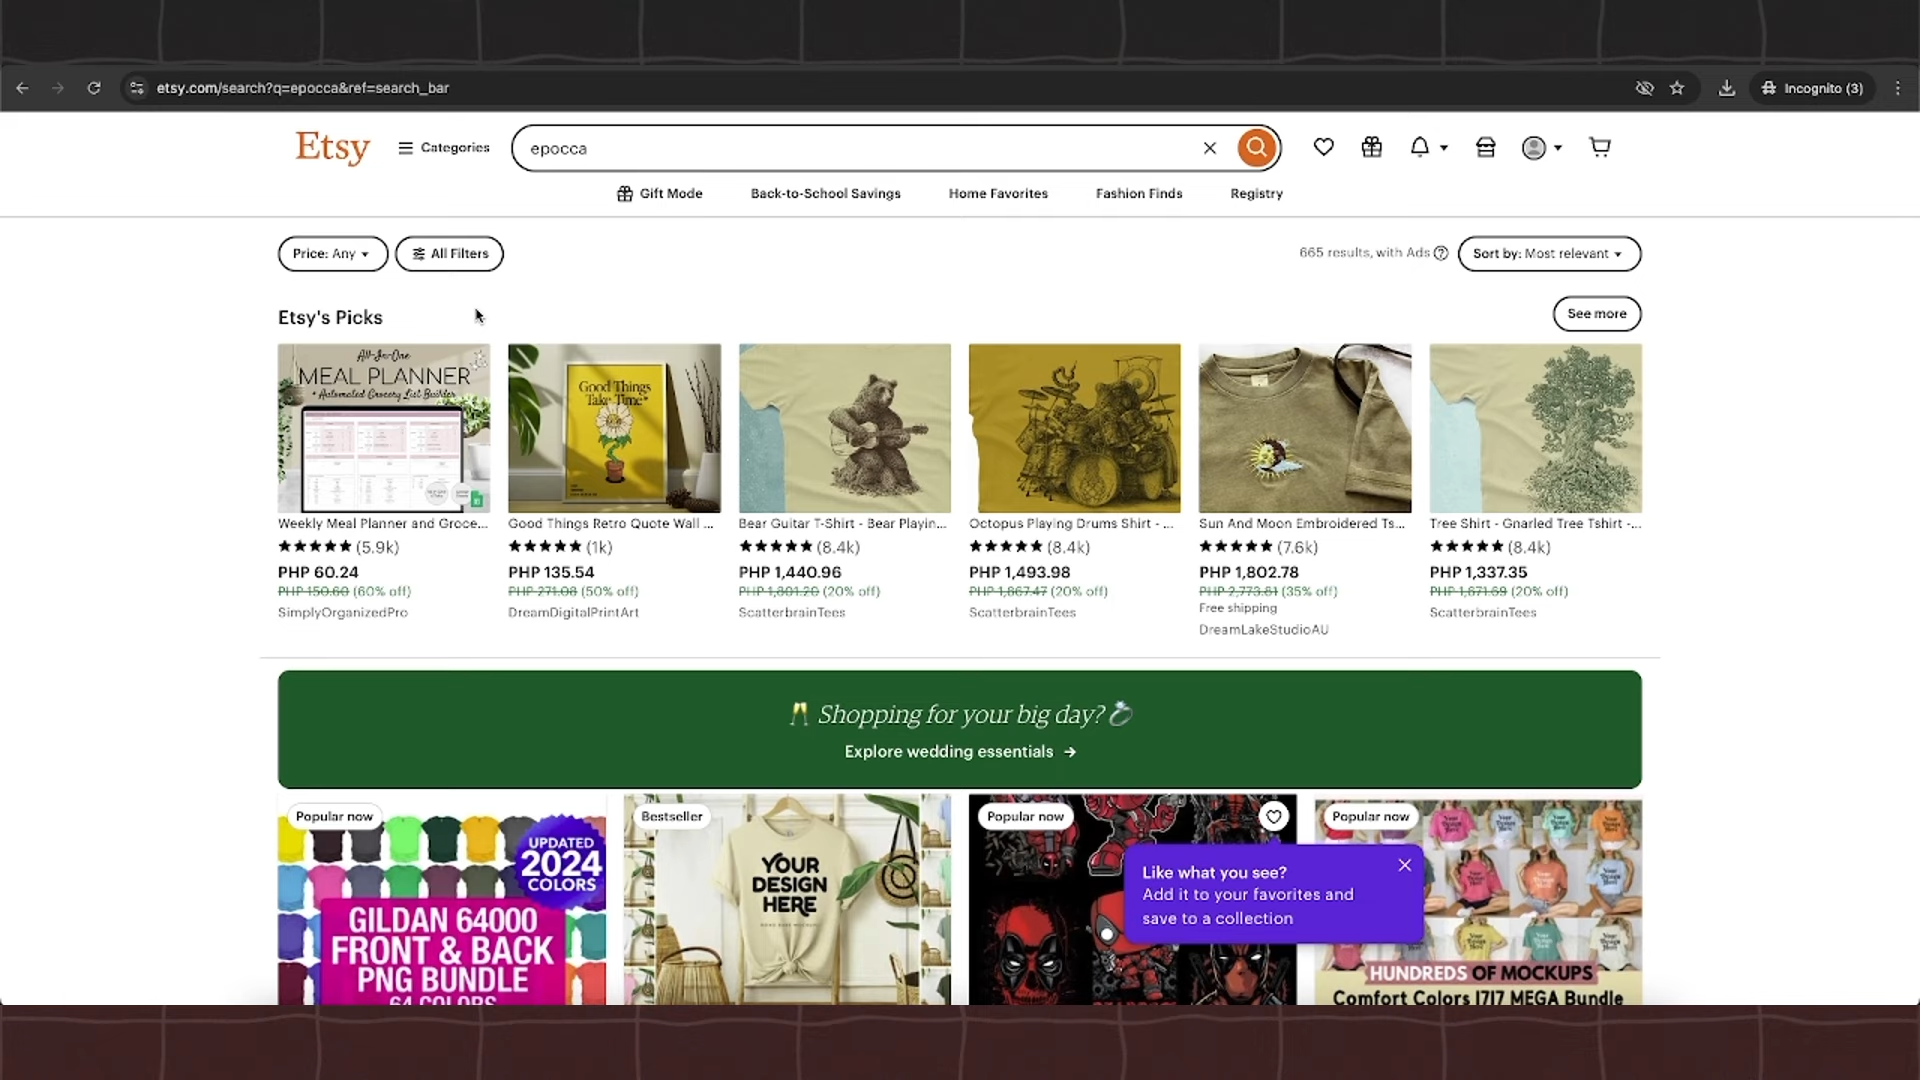 etsy.com/search?q=epocca&ref=search_bar
Incognito (3)
Etsy
Categories
epocca
Gift Mode
Back-to-School Savings
Home Favorites
Fashion Finds
Registry
Price: Any
All Filters
665 results, with Ads
Sort by: Most relevant
Etsy's Picks
See more
All-In-One
MEAL PLANNER
+ Automated Grocery List Builder
Good Things
Take Time*
Weekly Meal Planner and Groce...
(5.9k)
PHP 60.24
PHP 150.60 (60% off)
SimplyOrganizedPro
Good Things Retro Quote Wall ...
(1k)
PHP 135.54
PHP 271.08 (50% off)
DreamDigitalPrintArt
Bear Guitar T-Shirt - Bear Playin...
(8.4k)
PHP 1,440.96
PHP 1,801.20 (20% off)
ScatterbrainTees
Octopus Playing Drums Shirt - ...
(8.4k)
PHP 1,493.98
PHP 1,867.47 (20% off)
ScatterbrainTees
Sun And Moon Embroidered Ts...
(7.6k)
PHP 1,802.78
PHP 2,773.51 (35% off)
Free shipping
DreamLakeStudioAU
Tree Shirt - Gnarled Tree Tshirt -...
(8.4k)
PHP 1,337.35
PHP 1,671.69 (20% off)
ScatterbrainTees
Shopping for your big day?
Explore wedding essentials
Popular now
UPDATED
2024
COLORS
GILDAN 64000
FRONT & BACK
PNG BUNDLE
64 COLORS
Bestseller
YOUR
DESIGN
HERE
Popular now
Like what you see?
Add it to your favorites and
save to a collection
Popular now
HUNDREDS OF MOCKUPS
Comfort Colors 1717 MEGA Bundle